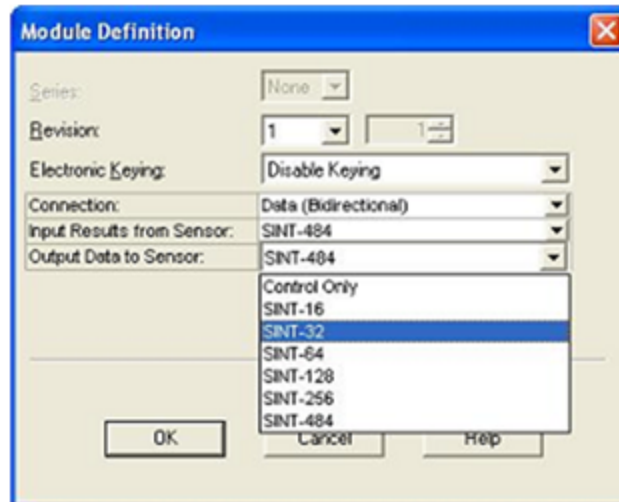 Module Definition
Series: None
Revision: 1 1
Electronic Keying: Disable Keying
Connection: Data (Bidirectional)
Input Results from Sensor: SINT-484
Output Data to Sensor: SINT-484
Control Only
SINT-16
SINT-32
SINT-64
SINT-128
SINT-256
SINT-484
OK Cancel Help